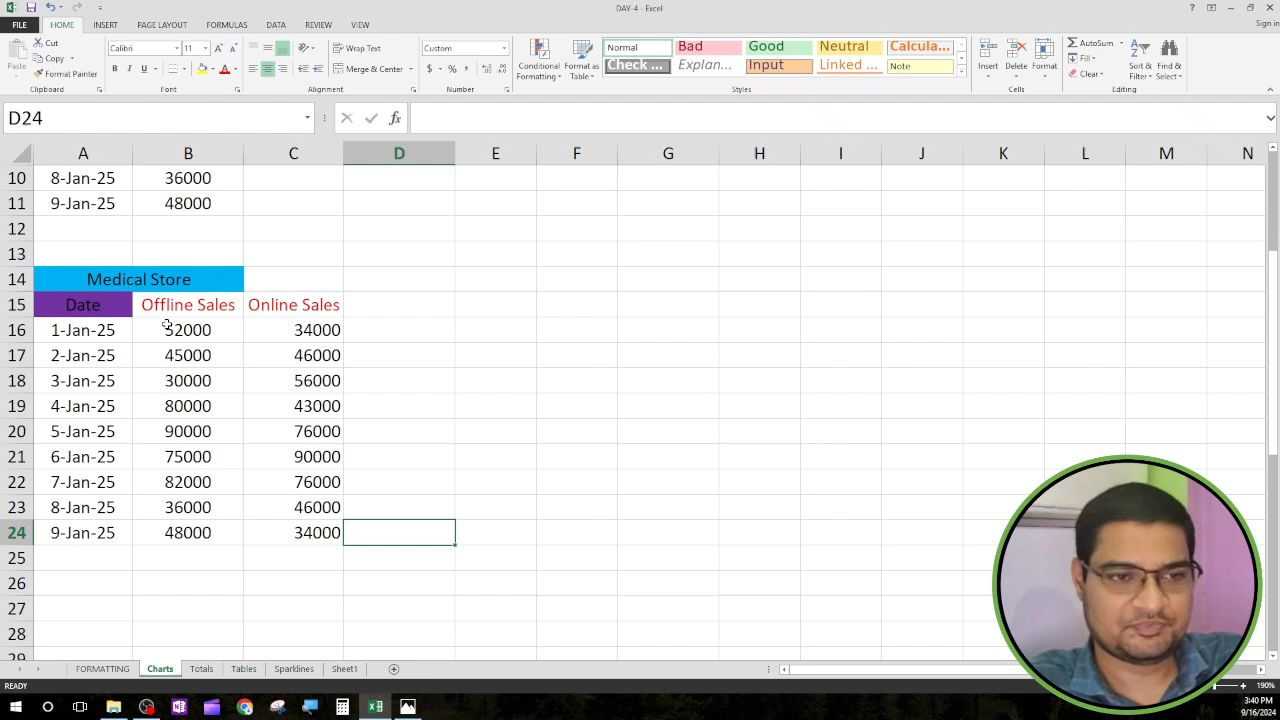 DAY-4 - Excel
Sign in
FILE HOME INSERT PAGE LAYOUT FORMULAS DATA REVIEW VIEW
Paste Cut Copy Format Painter Clipboard
Calibri 11 Font
Wrap Text Merge & Center Alignment
Custom Number
Conditional Formatting Format as Table
Normal Bad Good Neutral Calcula...
Check ... Explan... Input Linked ... Note
Styles
Insert Delete Format Cells
AutoSum Fill Clear Sort & Filter Find & Select Editing
D24 fx
A B C D E F G H I J K L M N
10 8-Jan-25 36000
11 9-Jan-25 48000
12
13
14 Medical Store
15 Date Offline Sales Online Sales
16 1-Jan-25 52000 34000
17 2-Jan-25 45000 46000
18 3-Jan-25 30000 56000
19 4-Jan-25 80000 43000
20 5-Jan-25 90000 76000
21 6-Jan-25 75000 90000
22 7-Jan-25 82000 76000
23 8-Jan-25 36000 46000
24 9-Jan-25 48000 34000
25
26
27
28
29
FORMATTING Charts Totals Tables Sparklines Sheet1
READY 190%
3:40 PM
9/16/2024